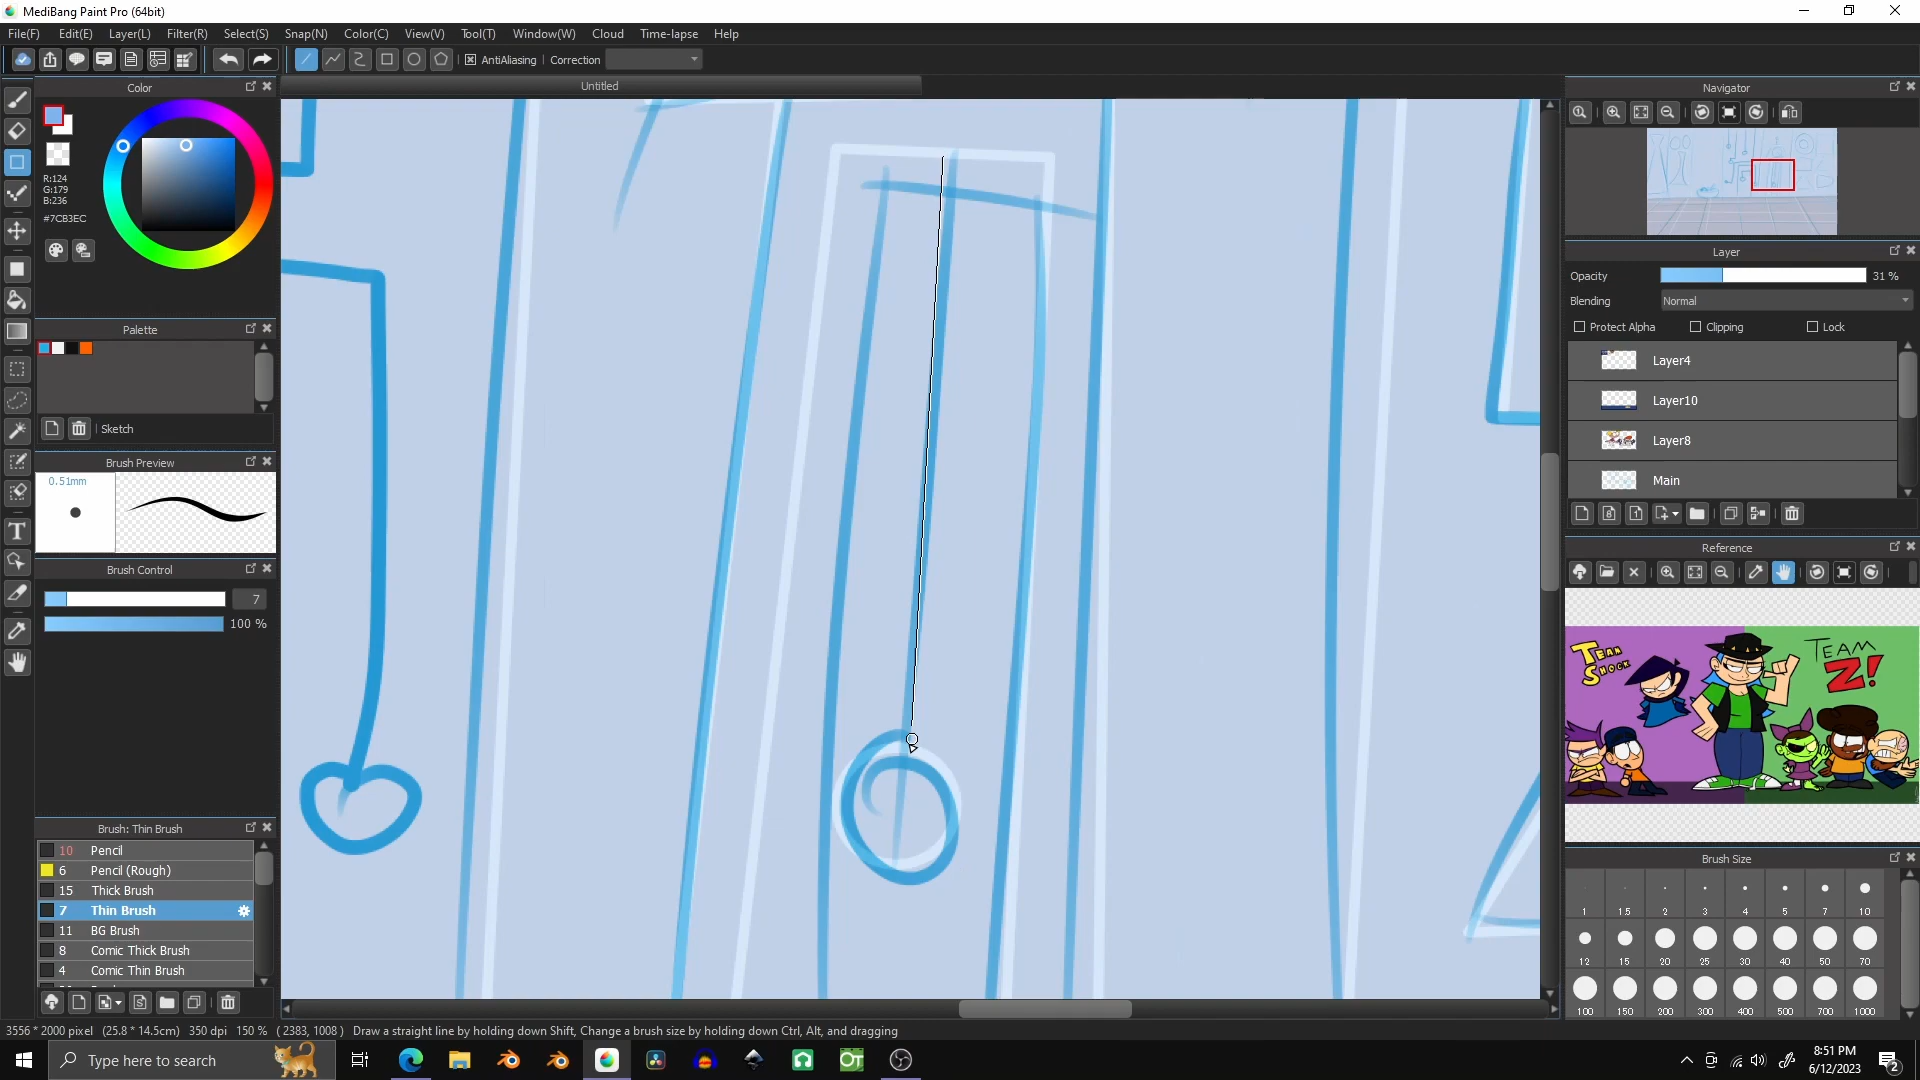 MediBang Paint Pro (64bit)
File(F) Edit(E) Layer(L) Filter(R) Select(S) Snap(N) Color(C) View(V) Tool(T) Window(W) Cloud Time-lapse Help
AntiAliasing Correction
Color
Untitled
Navigator
R:124
G:179
B:236
#7CB3EC
Layer
Opacity 31 %
Blending Normal
Protect Alpha Clipping Lock
Palette
Layer4
Layer10
Layer8
Main
Sketch
Brush Preview
0.51mm
Reference
Brush Control
7
100 %
TEAM SHOCK
TEAM Z!
Brush: Thin Brush
10 Pencil
6 Pencil (Rough)
15 Thick Brush
7 Thin Brush
11 BG Brush
8 Comic Thick Brush
4 Comic Thin Brush
Brush Size
1 1.5 2 3 4 5 7 10
12 15 20 25 30 40 50 70
100 150 200 300 400 500 700 1000
3556 * 2000 pixel (25.8 * 14.5cm) 350 dpi 150 % ( 2383, 1008 ) Draw a straight line by holding down Shift, Change a brush size by holding down Ctrl, Alt, and dragging
Type here to search
8:51 PM
6/12/2023
2